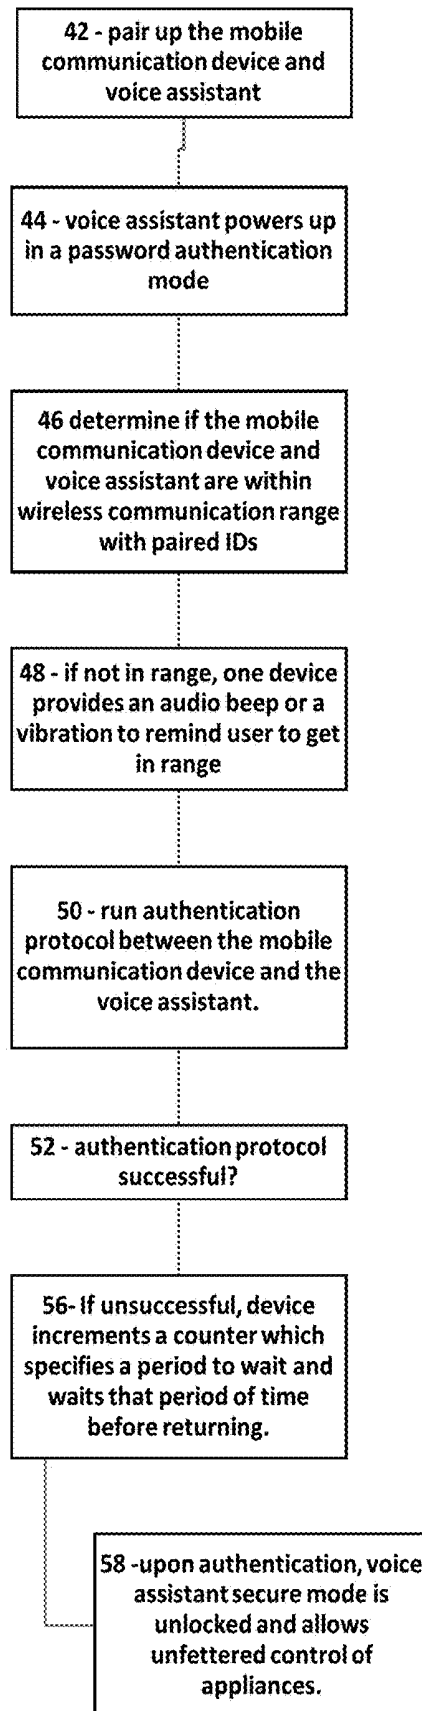 42 - pair up the mobile
communication device and
voice assistant
44 - voice assistant powers up
in a password authentication
mode
46 determine if the mobile
communication device and
voice assistant are within
wireless communication range
with paired IDs
48 - if not in range, one device
provides an audio beep or a
vibration to remind user to get
in range
50 - run authentication
protocol between the mobile
communication device and the
voice assistant.
52 - authentication protocol
successful?
56- If unsuccessful, device
increments a counter which
specifies a period to wait and
waits that period of time
before returning.
58 -upon authentication, voice
assistant secure mode is
unlocked and allows
unfettered control of
appliances.